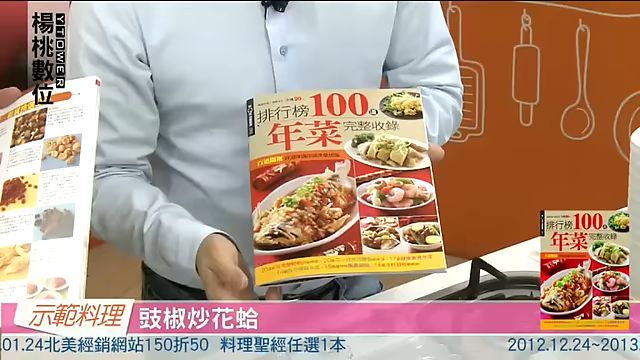 楊桃數位
YTOWER
排行榜100道
年菜完整收錄
排行榜100道
年菜完整收錄
示範料理
豉椒炒花蛤
01.24北美經銷網站150折50 料理聖經任選1本
2012.12.24~2013